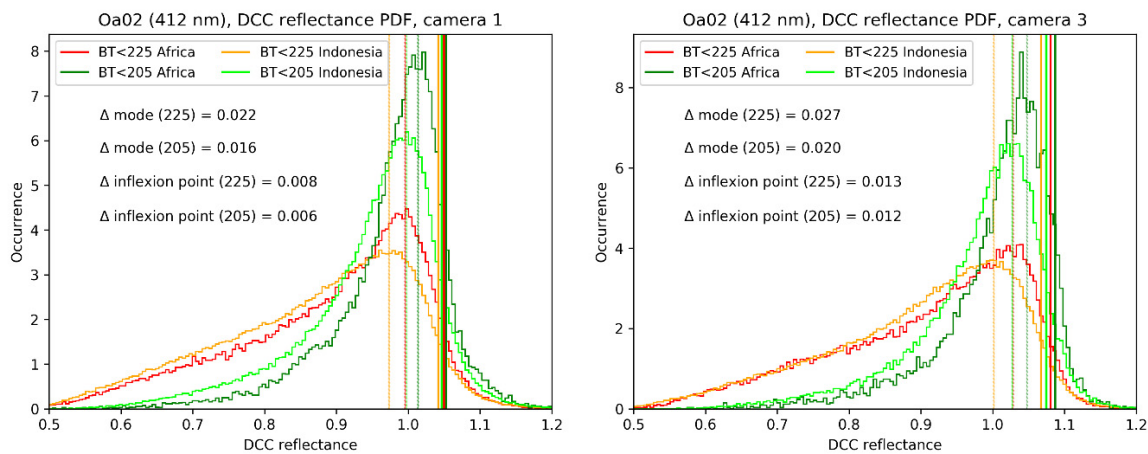 Oa02 (412 nm), DCC reflectance PDF, camera 1
BT<225 Africa BT<225 Indonesia
BT<205 Africa BT<205 Indonesia
Δ mode (225) = 0.022
Δ mode (205) = 0.016
Δ inflexion point (225) = 0.008
Δ inflexion point (205) = 0.006
Occurrence
8
7
6
5
4
3
2
1
0
0.5 0.6 0.7 0.8 0.9 1.0 1.1 1.2
DCC reflectance
Oa02 (412 nm), DCC reflectance PDF, camera 3
BT<225 Africa BT<225 Indonesia
BT<205 Africa BT<205 Indonesia
Δ mode (225) = 0.027
Δ mode (205) = 0.020
Δ inflexion point (225) = 0.013
Δ inflexion point (205) = 0.012
Occurrence
8
6
4
2
0
0.5 0.6 0.7 0.8 0.9 1.0 1.1 1.2
DCC reflectance